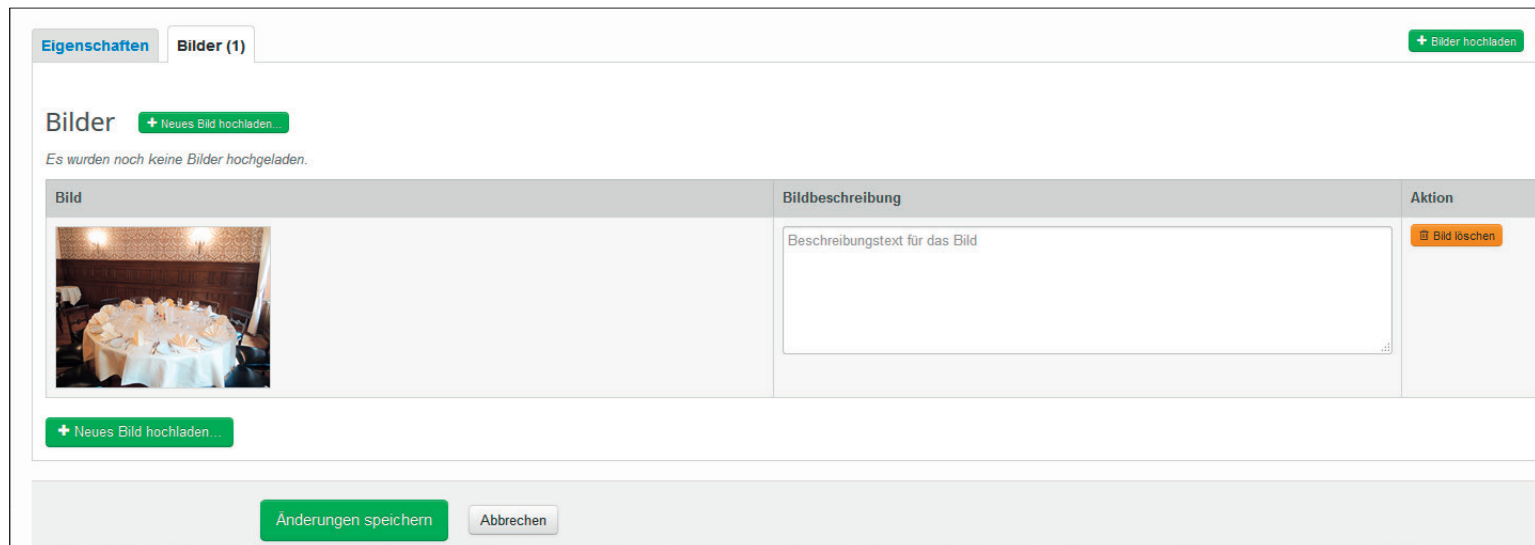 Eigenschaften Bilder (1) + Bilder hochladen
Bilder + Neues Bild hochladen...
Es wurden noch keine Bilder hochgeladen.
Bild Bildbeschreibung Aktion
Beschreibungstext für das Bild Bild löschen
+ Neues Bild hochladen...
Änderungen speichern Abbrechen